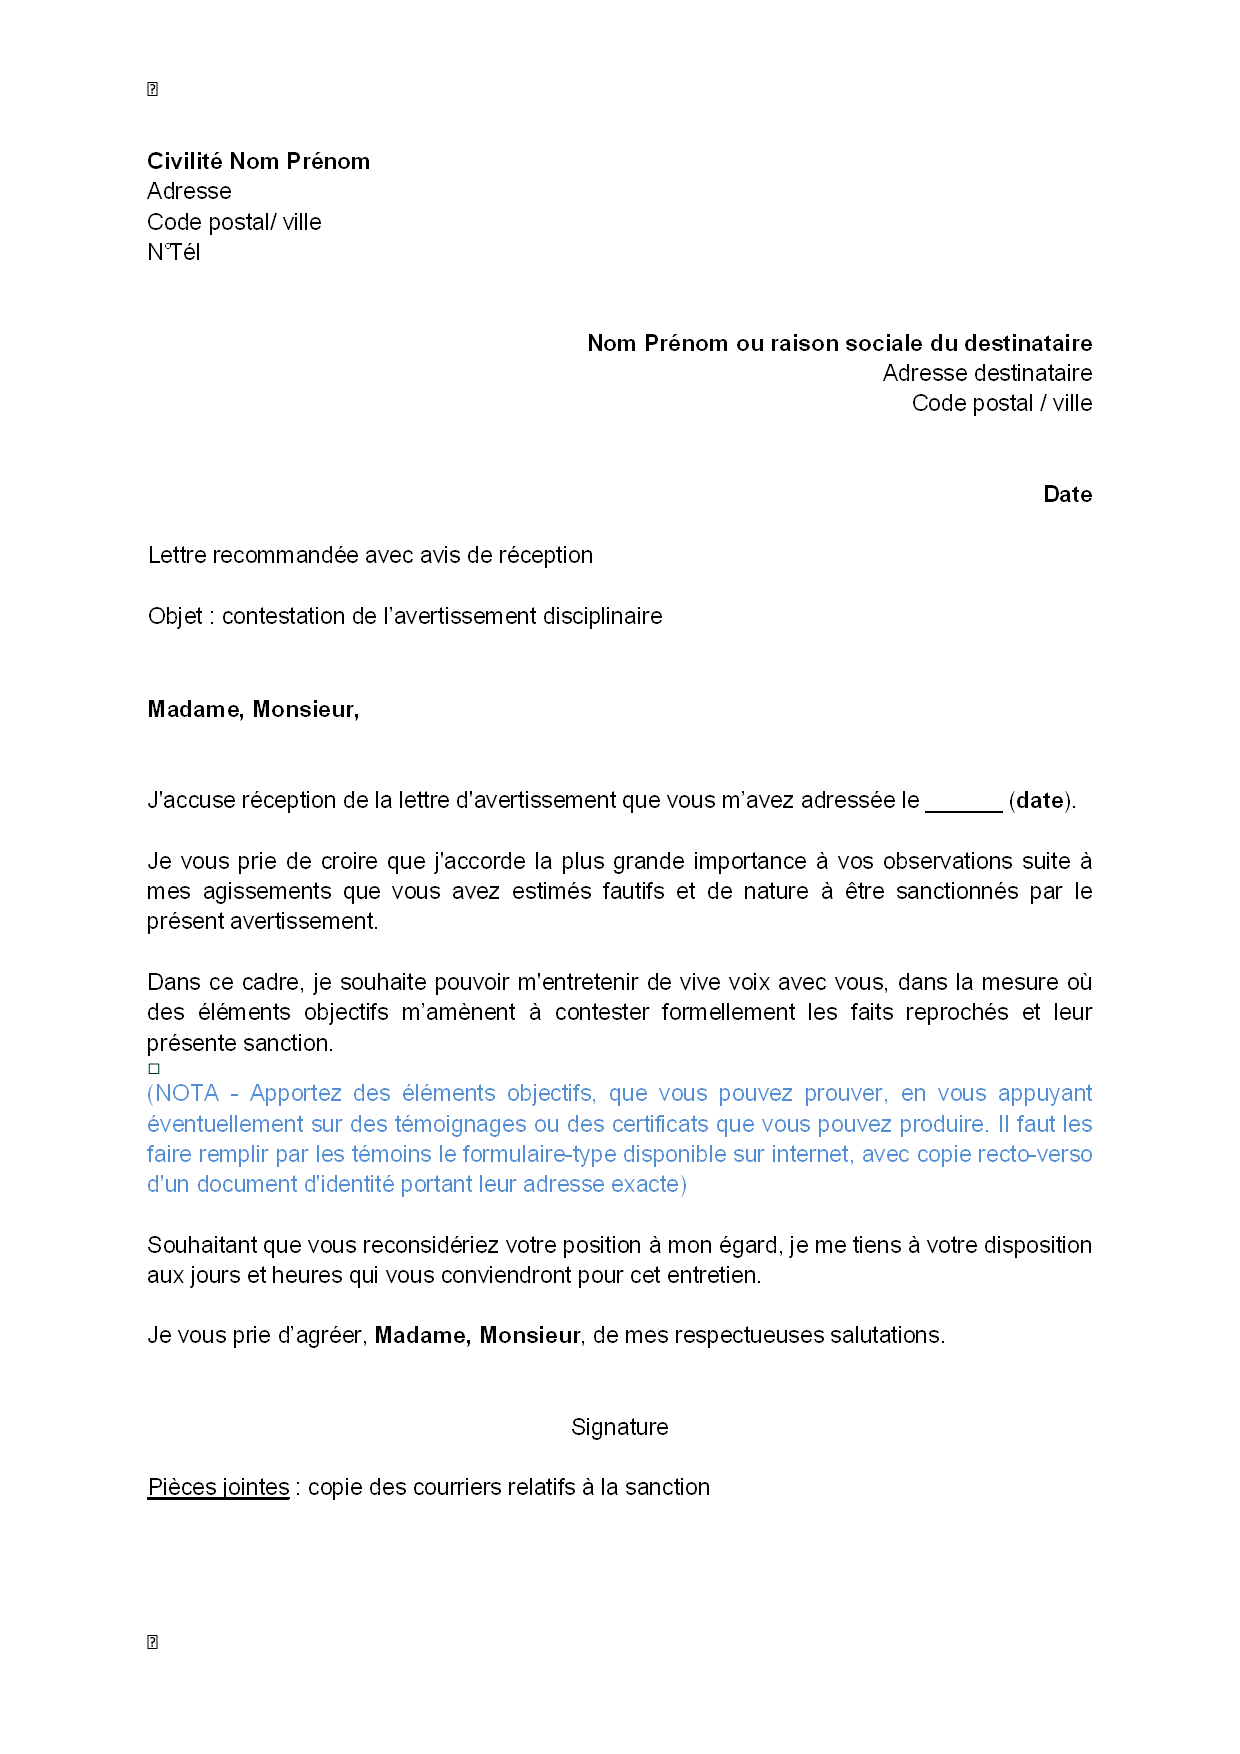 Civilité Nom Prénom
Adresse
Code postal/ ville
N°Tél
Nom Prénom ou raison sociale du destinataire
Adresse destinataire
Code postal / ville
Date
Lettre recommandée avec avis de réception
Objet : contestation de l’avertissement disciplinaire
Madame, Monsieur,
J'accuse réception de la lettre d'avertissement que vous m’avez adressée le ______ (date).
Je vous prie de croire que j'accorde la plus grande importance à vos observations suite à
mes agissements que vous avez estimés fautifs et de nature à être sanctionnés par le
présent avertissement.
Dans ce cadre, je souhaite pouvoir m'entretenir de vive voix avec vous, dans la mesure où
des éléments objectifs m’amènent à contester formellement les faits reprochés et leur
présente sanction.
(NOTA - Apportez des éléments objectifs, que vous pouvez prouver, en vous appuyant
éventuellement sur des témoignages ou des certificats que vous pouvez produire. Il faut les
faire remplir par les témoins le formulaire-type disponible sur internet, avec copie recto-verso
d'un document d'identité portant leur adresse exacte)
Souhaitant que vous reconsidériez votre position à mon égard, je me tiens à votre disposition
aux jours et heures qui vous conviendront pour cet entretien.
Je vous prie d’agréer, Madame, Monsieur, de mes respectueuses salutations.
Signature
Pièces jointes : copie des courriers relatifs à la sanction